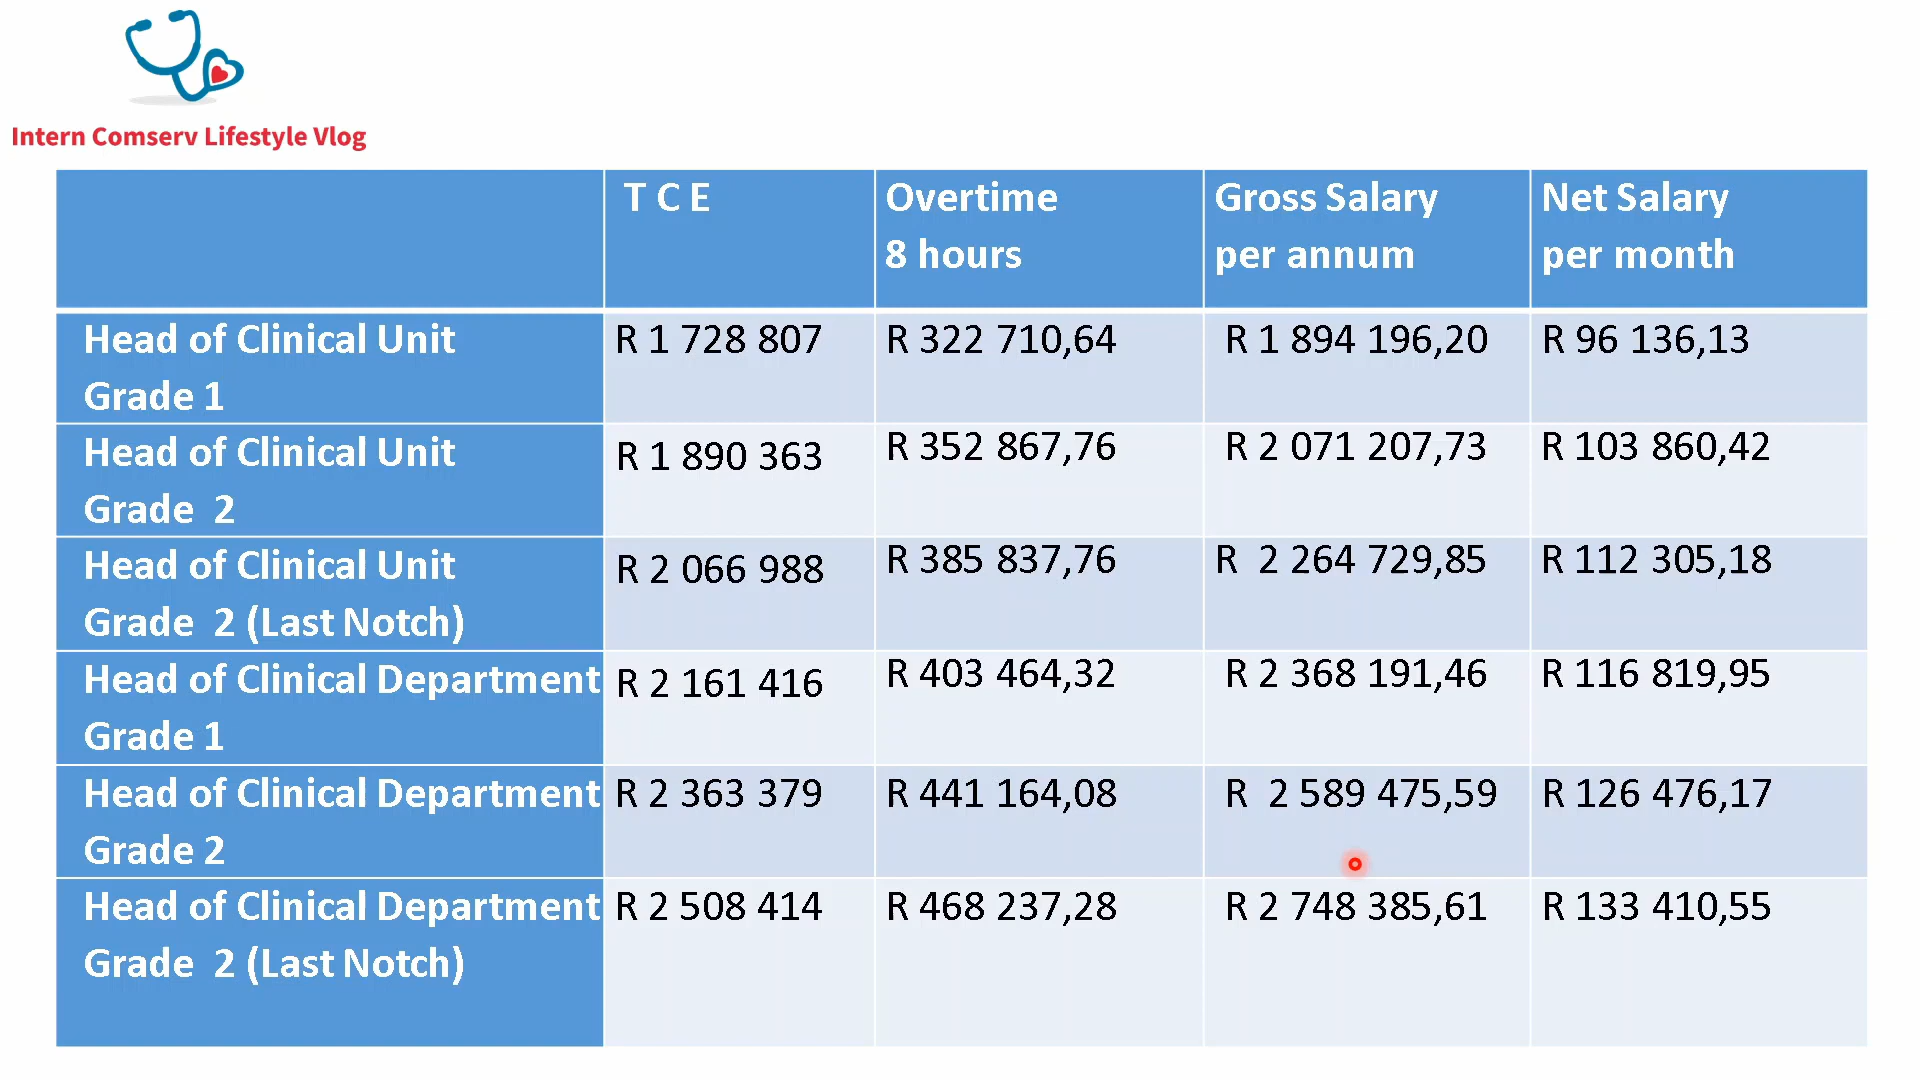 Intern Comserv Lifestyle Vlog
T C E
Overtime
8 hours
Gross Salary
per annum
Net Salary
per month
Head of Clinical Unit
Grade 1
R 1 728 807
R 322 710,64
R 1 894 196,20
R 96 136,13
Head of Clinical Unit
Grade 2
R 1 890 363
R 352 867,76
R 2 071 207,73
R 103 860,42
Head of Clinical Unit
Grade 2 (Last Notch)
R 2 066 988
R 385 837,76
R 2 264 729,85
R 112 305,18
Head of Clinical Department
Grade 1
R 2 161 416
R 403 464,32
R 2 368 191,46
R 116 819,95
Head of Clinical Department
Grade 2
R 2 363 379
R 441 164,08
R 2 589 475,59
R 126 476,17
Head of Clinical Department
Grade 2 (Last Notch)
R 2 508 414
R 468 237,28
R 2 748 385,61
R 133 410,55